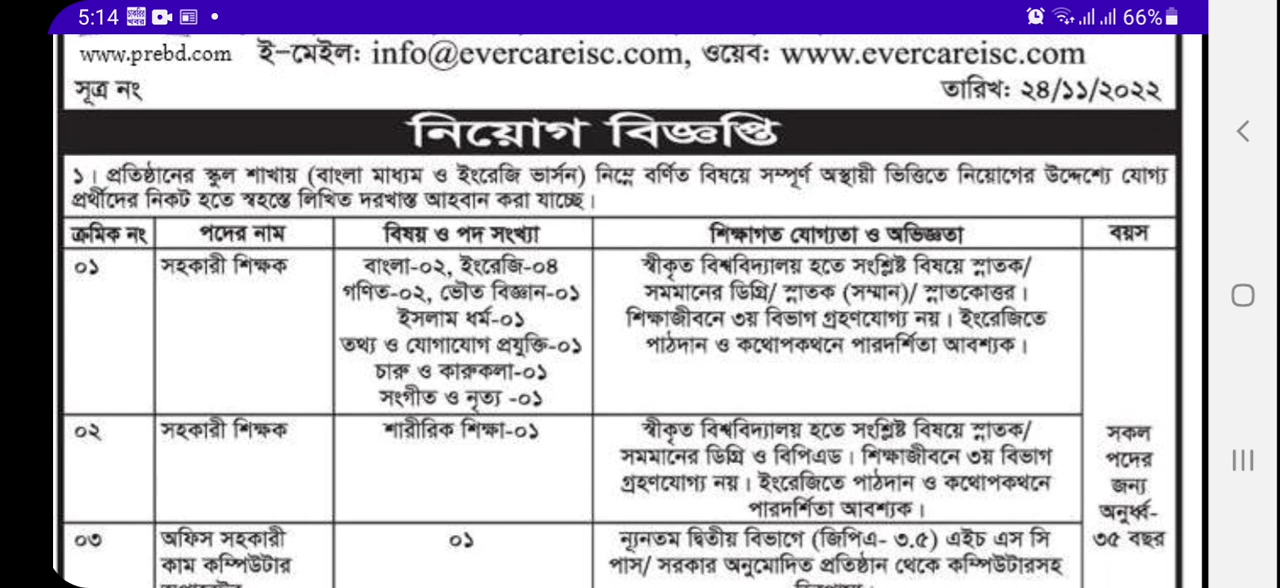 5:14 66%
www.prebd.com ই-মেইল: info@evercareisc.com, ওয়েব: www.evercareisc.com
সূত্র নং তারিখ: ২৪/১১/২০২২
নিয়োগ বিজ্ঞপ্তি
১। প্রতিষ্ঠানের স্কুল শাখায় (বাংলা মাধ্যম ও ইংরেজি ভার্সন) নিম্নে বর্ণিত বিষয়ে সম্পূর্ণ অস্থায়ী ভিত্তিতে নিয়োগের উদ্দেশ্যে যোগ্য
প্রর্থীদের নিকট হতে স্বহস্তে লিখিত দরখাস্ত আহবান করা যাচ্ছে।
ক্রমিক নং পদের নাম বিষয় ও পদ সংখ্যা শিক্ষাগত যোগ্যতা ও অভিজ্ঞতা বয়স
০১ সহকারী শিক্ষক বাংলা-০২, ইংরেজি-০৪ স্বীকৃত বিশ্ববিদ্যালয় হতে সংশ্লিষ্ট বিষয়ে স্নাতক/
গণিত-০২, ভৌত বিজ্ঞান-০১ সমমানের ডিগ্রি/ স্নাতক (সম্মান)/ স্নাতকোত্তর।
ইসলাম ধর্ম-০১ শিক্ষাজীবনে ৩য় বিভাগ গ্রহণযোগ্য নয়। ইংরেজিতে
তথ্য ও যোগাযোগ প্রযুক্তি-০১ পাঠদান ও কথোপকথনে পারদর্শিতা আবশ্যক।
চারু ও কারুকলা-০১
সংগীত ও নৃত্য -০১
০২ সহকারী শিক্ষক শারীরিক শিক্ষা-০১ স্বীকৃত বিশ্ববিদ্যালয় হতে সংশ্লিষ্ট বিষয়ে স্নাতক/ সকল
সমমানের ডিগ্রি ও বিপিএড। শিক্ষাজীবনে ৩য় বিভাগ পদের
গ্রহণযোগ্য নয়। ইংরেজিতে পাঠদান ও কথোপকথনে জন্য
পারদর্শিতা আবশ্যক। অনুর্ধ্ব-
০৩ অফিস সহকারী ০১ ন্যূনতম দ্বিতীয় বিভাগে (জিপিএ- ৩.৫) এইচ এস সি ৩৫ বছর
কাম কম্পিউটার পাস/ সরকার অনুমোদিত প্রতিষ্ঠান থেকে কম্পিউটারসহ